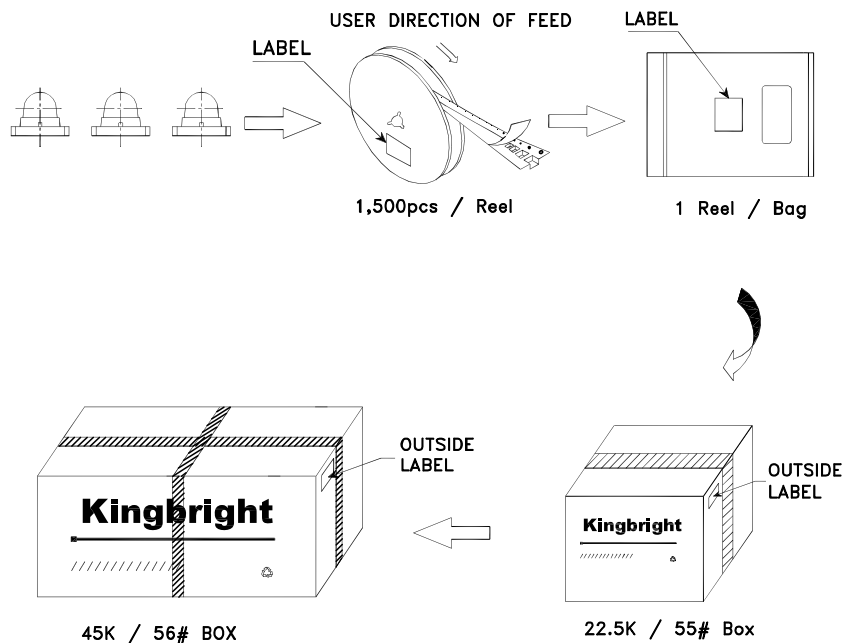 USER DIRECTION OF FEED
LABEL
LABEL
1,500pcs / Reel
1 Reel / Bag
OUTSIDE
LABEL
OUTSIDE
LABEL
Kingbright
Kingbright
45K / 56# BOX
22.5K / 55# Box